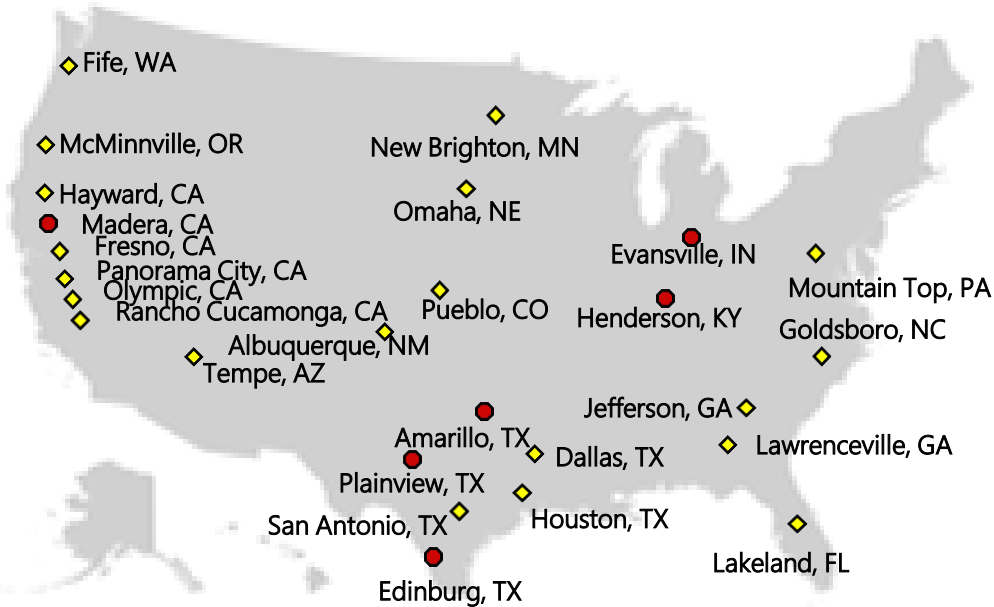 Fife, WA
New Brighton, MN
McMinnville, OR
Hayward, CA
Omaha, NE
Madera, CA
Fresno, CA
Evansville, IN
Panorama City, CA
Olympic, CA
Mountain Top, PA
Rancho Cucamonga, CA
Pueblo, CO
Henderson, KY
Goldsboro, NC
Albuquerque, NM
Tempe, AZ
Jefferson, GA
Amarillo, TX
Lawrenceville, GA
Dallas, TX
Plainview, TX
San Antonio, TX
Houston, TX
Lakeland, FL
Edinburg, TX